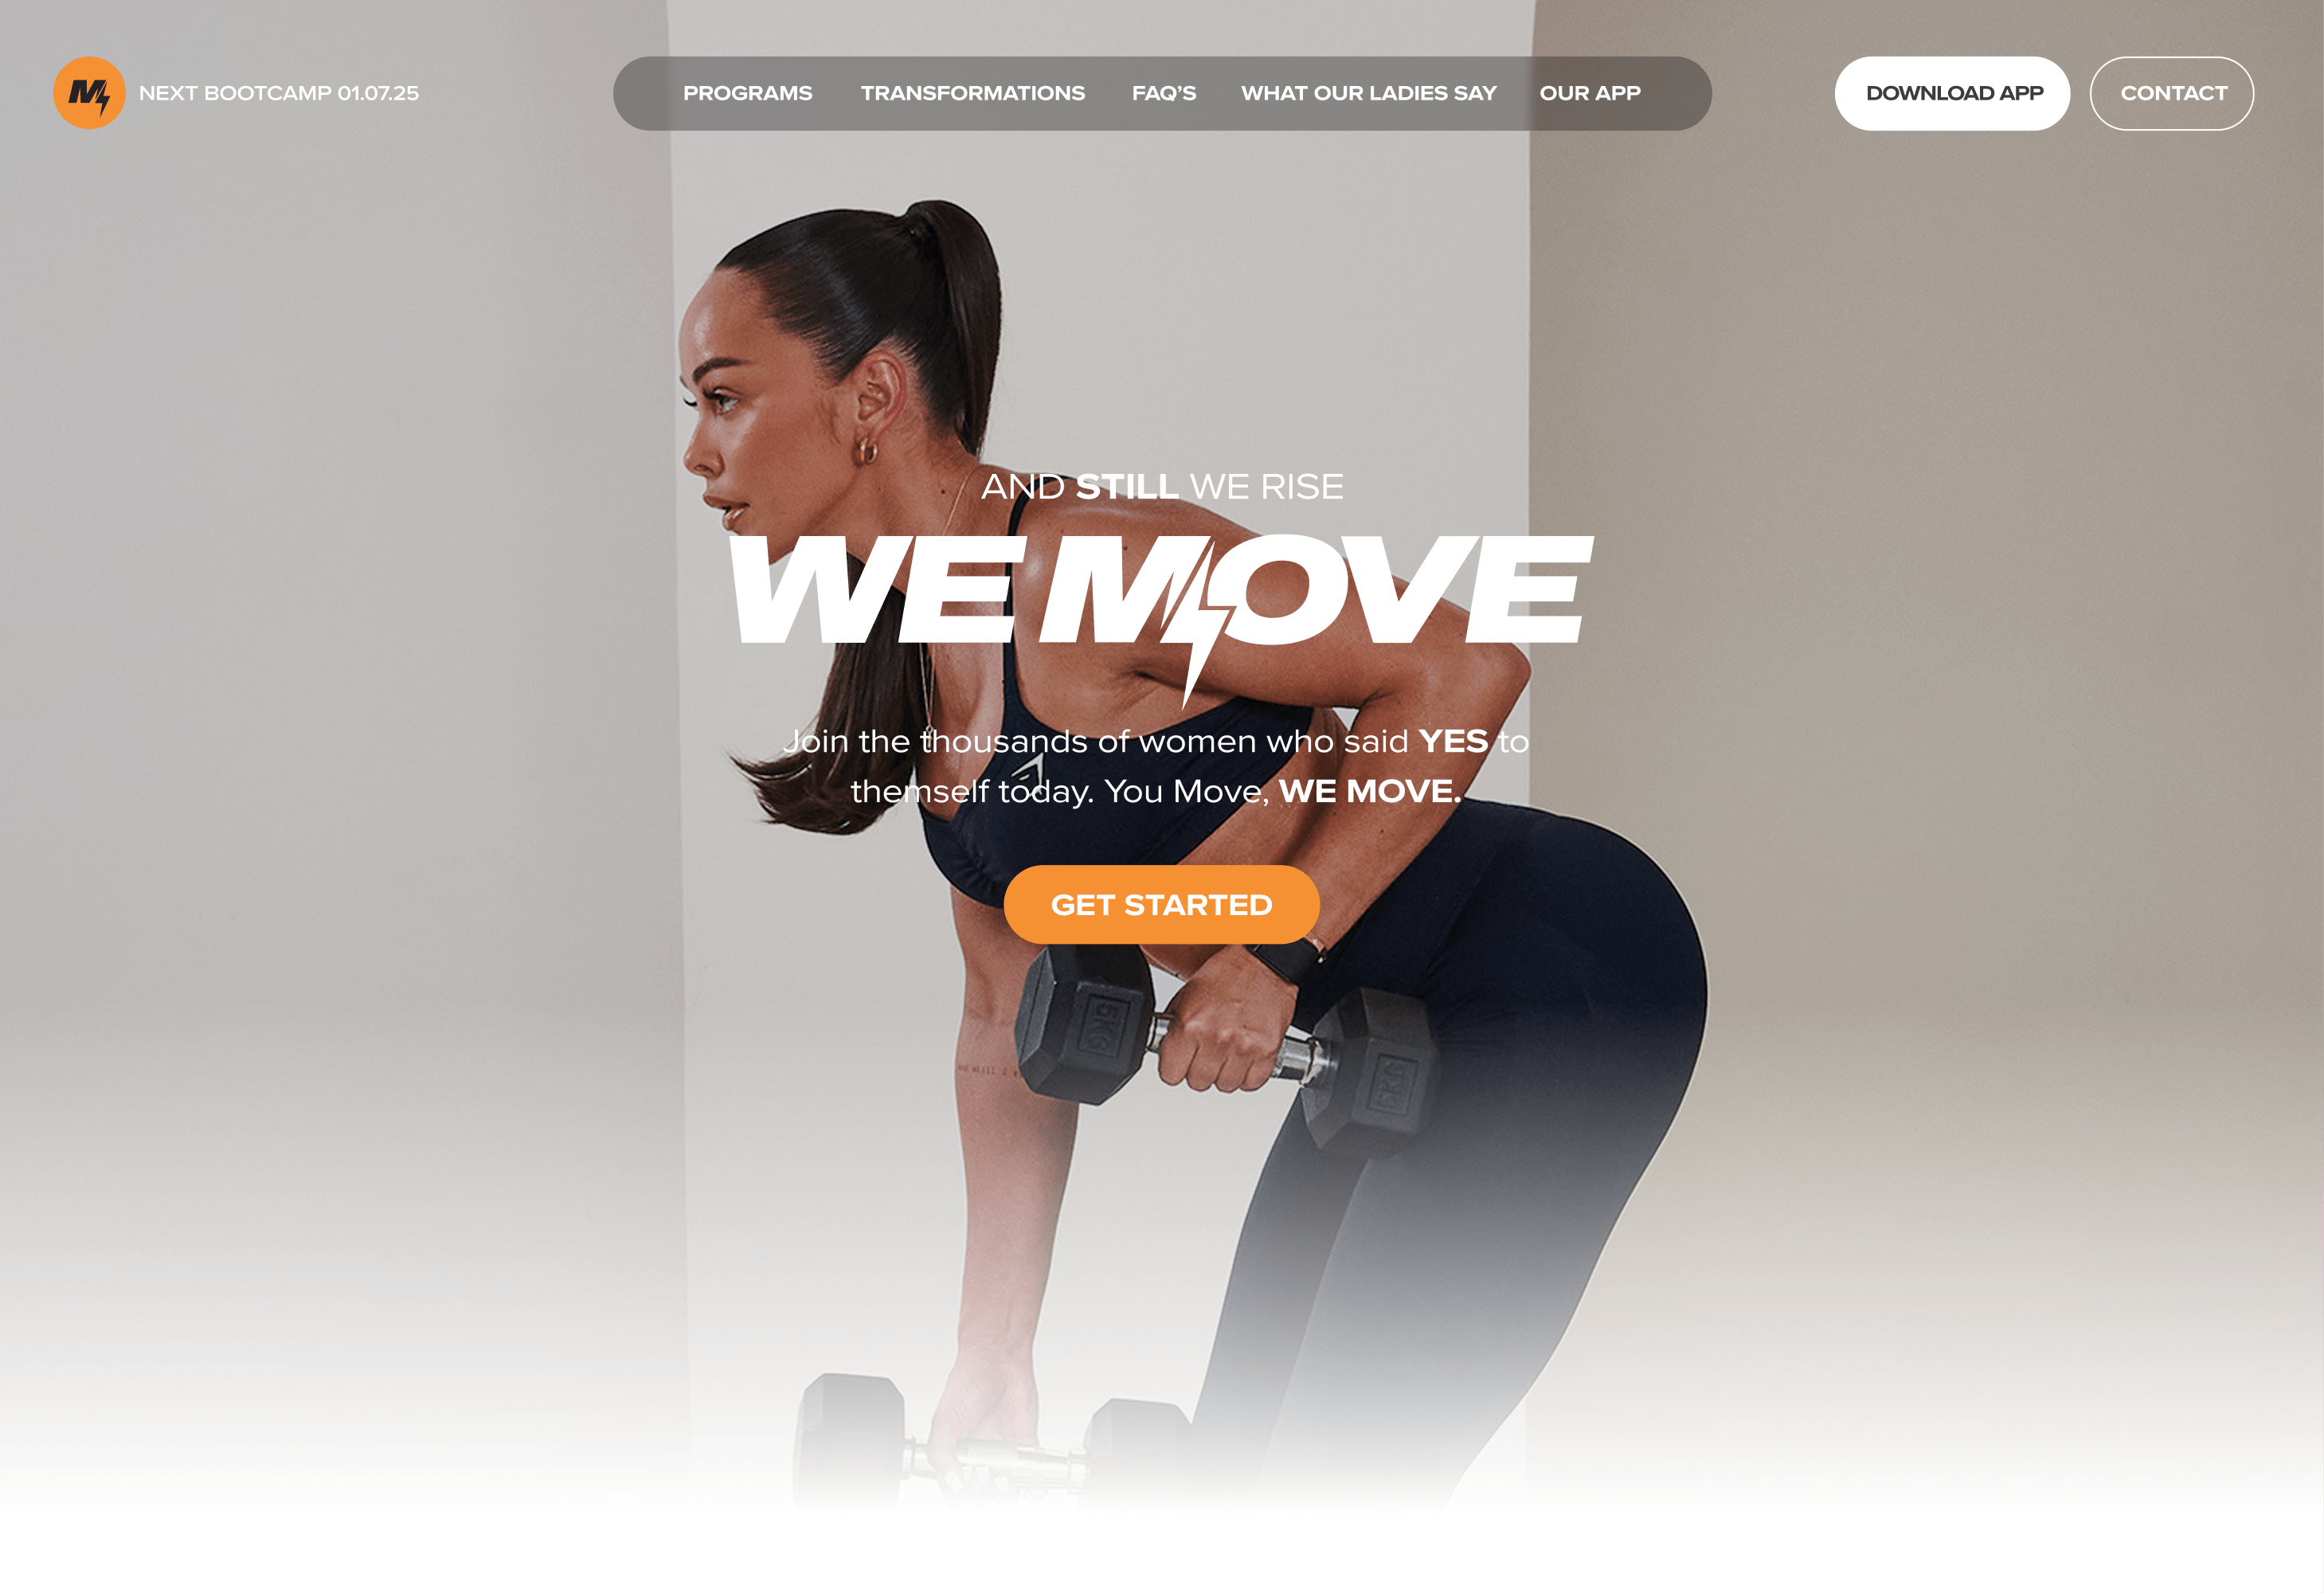 M
NEXT BOOTCAMP 01.07.25
PROGRAMS
TRANSFORMATIONS
FAQ’S
WHAT OUR LADIES SAY
OUR APP
DOWNLOAD APP
CONTACT
AND STILL WE RISE
WE MOVE
Join the thousands of women who said YES to
themself today. You Move, WE MOVE.
GET STARTED
5KG
5KG